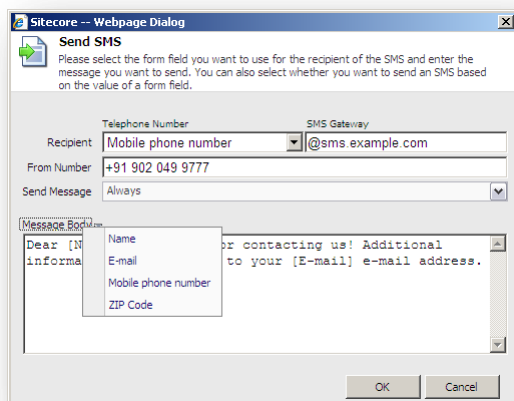 Sitecore -- Webpage Dialog
Send SMS
Please select the form field you want to use for the recipient of the SMS and enter the
message you want to send. You can also select whether you want to send an SMS based
on the value of a form field.
Telephone Number SMS Gateway
Recipient Mobile phone number @sms.example.com
From Number +91 902 049 9777
Send Message Always
Message Body
Dear [N or contacting us! Additional
informa to your [E-mail] e-mail address.
Name
E-mail
Mobile phone number
ZIP Code
OK Cancel